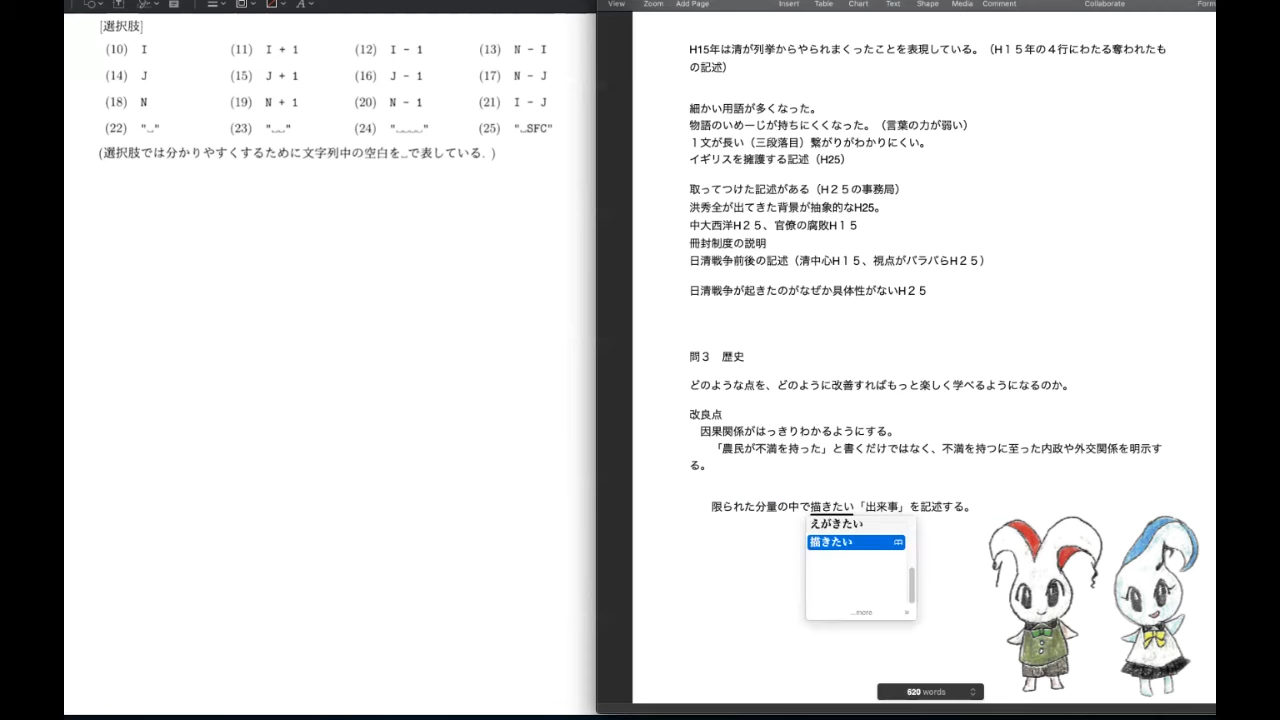 [選択肢]
(10) I (11) I + 1 (12) I - 1 (13) N - I
(14) J (15) J + 1 (16) J - 1 (17) N - J
(18) N (19) N + 1 (20) N - 1 (21) I - J
(22) "␣" (23) "␣␣" (24) "␣␣␣" (25) "␣SFC"
(選択肢では分かりやすくするために文字列中の空白を␣で表している. )
View Zoom Add Page Insert Table Chart Text Shape Media Comment Collaborate Form
H15年は清が列挙からやられまくったことを表現している。（H１５年の４行にわたる奪われたも
の記述）
細かい用語が多くなった。
物語のいめーじが持ちにくくなった。（言葉の力が弱い）
１文が長い（三段落目）繋がりがわかりにくい。
イギリスを擁護する記述（H25）
取ってつけた記述がある（H２５の事務局）
洪秀全が出てきた背景が抽象的なH25。
中大西洋H２５、官僚の腐敗H１５
冊封制度の説明
日清戦争前後の記述（清中心H１５、視点がバラバらH２５）
日清戦争が起きたのがなぜか具体性がないH２５
問３　歴史
どのような点を、どのように改善すればもっと楽しく学べるようになるのか。
改良点
因果関係がはっきりわかるようにする。
「農民が不満を持った」と書くだけではなく、不満を持つに至った内政や外交関係を明示す
る。
限られた分量の中で描きたい「出来事」を記述する。
えがきたい
描きたい
...more
620 words